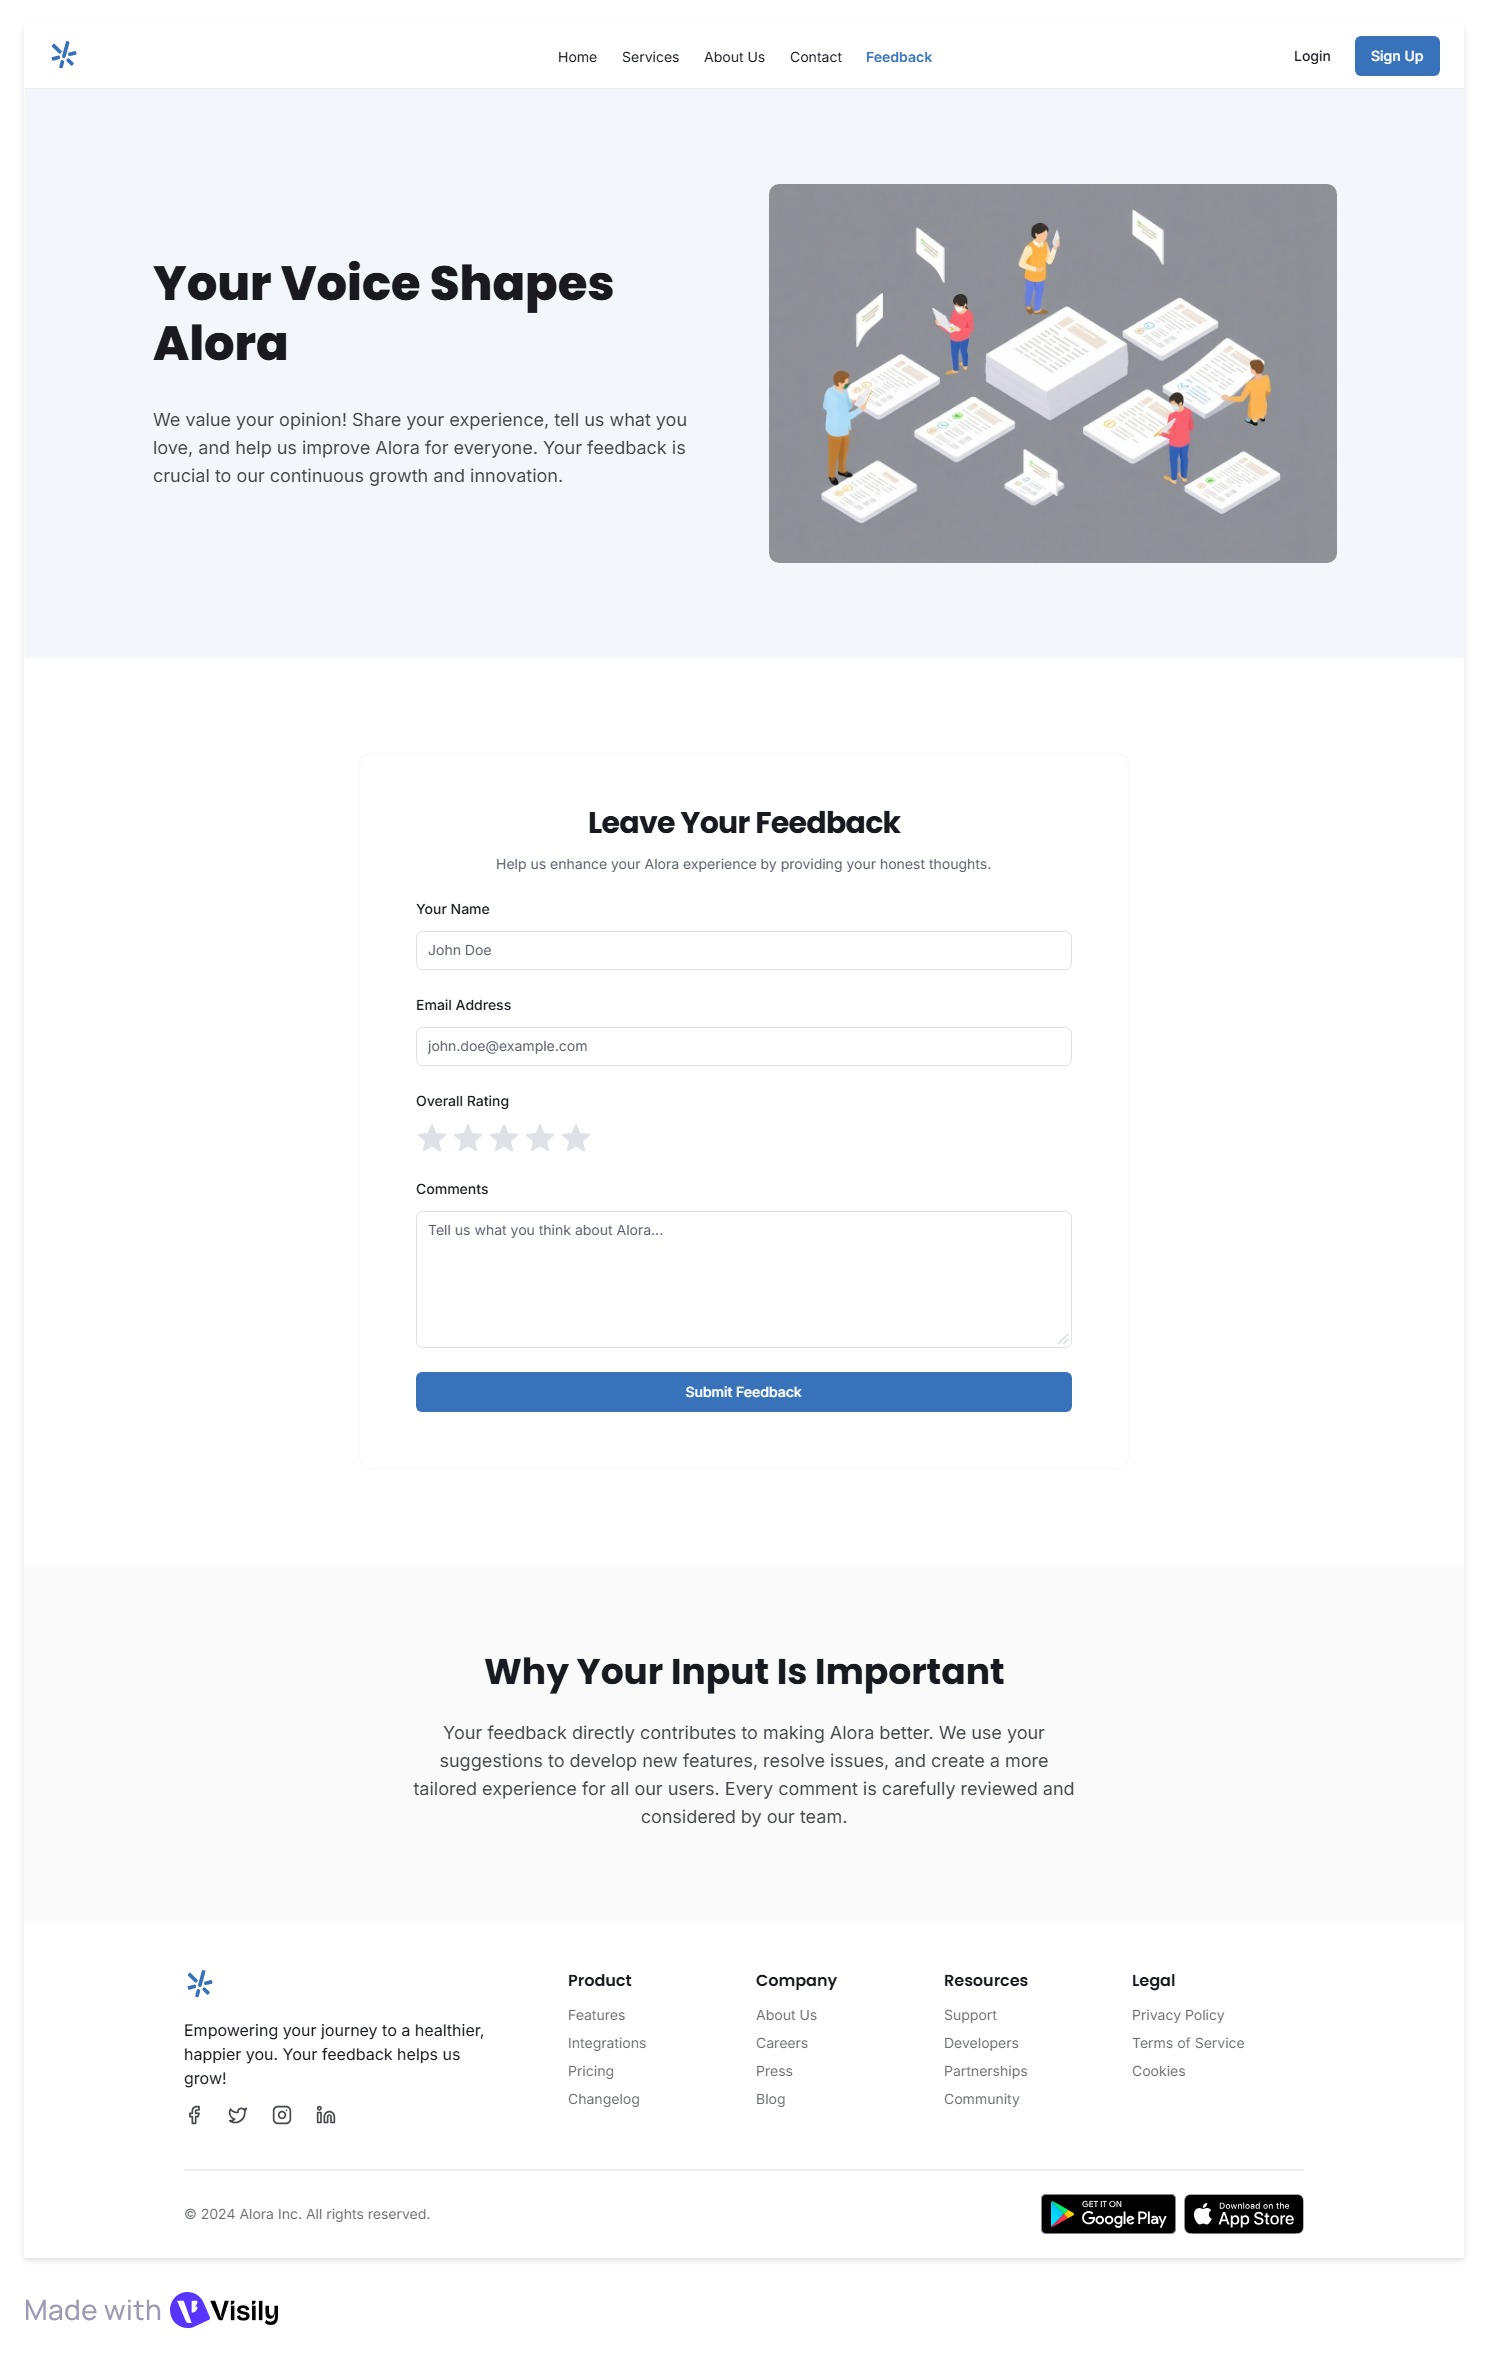 Home Services About Us Contact Feedback Login Sign Up
Your Voice Shapes
Alora
We value your opinion! Share your experience, tell us what you
love, and help us improve Alora for everyone. Your feedback is
crucial to our continuous growth and innovation.
Leave Your Feedback
Help us enhance your Alora experience by providing your honest thoughts.
Your Name
John Doe
Email Address
john.doe@example.com
Overall Rating
Comments
Tell us what you think about Alora...
Submit Feedback
Why Your Input Is Important
Your feedback directly contributes to making Alora better. We use your
suggestions to develop new features, resolve issues, and create a more
tailored experience for all our users. Every comment is carefully reviewed and
considered by our team.
Empowering your journey to a healthier,
happier you. Your feedback helps us
grow!
Product
Features
Integrations
Pricing
Changelog
Company
About Us
Careers
Press
Blog
Resources
Support
Developers
Partnerships
Community
Legal
Privacy Policy
Terms of Service
Cookies
© 2024 Alora Inc. All rights reserved.
GET IT ON
Google Play
Download on the
App Store
Made with Visily